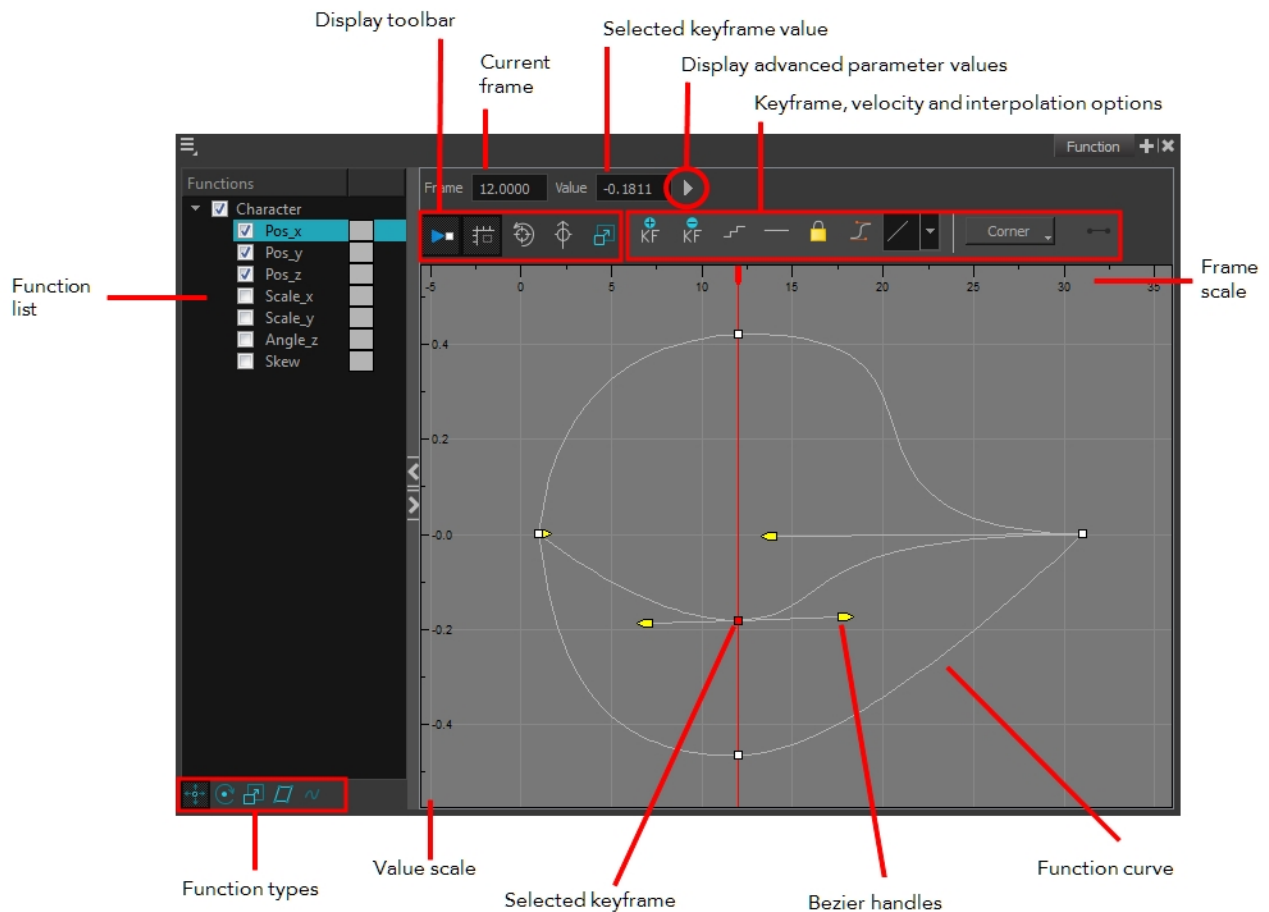 Display toolbar
Selected keyframe value
Current
frame
Display advanced parameter values
Keyframe, velocity and interpolation options
Function
Functions
Frame 12.0000 Value -0.1811
Character
Pos_x
Pos_y
Pos_z
Scale_x
Scale_y
Angle_z
Skew
KF KF Corner
-5 0 5 10 15 20 25 30 35
0.4
0.2
-0.0
-0.2
-0.4
Function
list
Frame
scale
Function types
Value scale
Selected keyframe
Bezier handles
Function curve